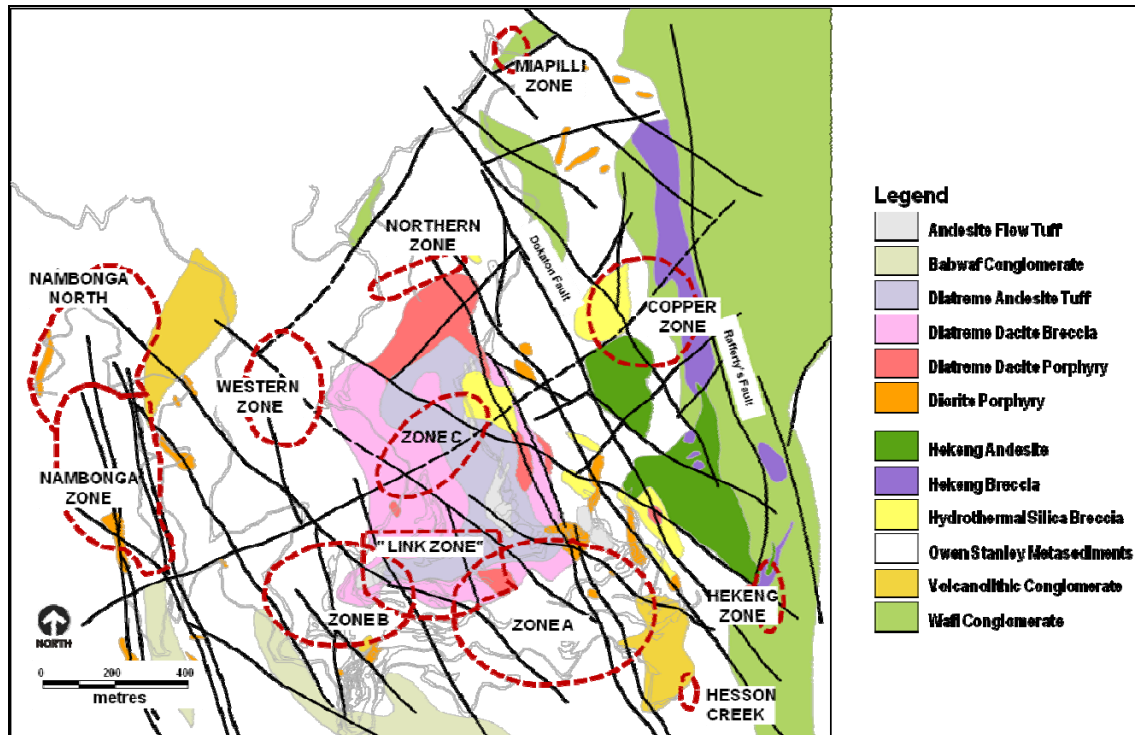 MIAPILLI
ZONE
NORTHERN
ZONE
Dokaton Fault
NAMBONGA
NORTH
COPPER
ZONE
Rafferty's Fault
WESTERN
ZONE
ZONE C
NAMBONGA
ZONE
"LINK ZONE"
ZONE B
ZONE A
HEKENG
ZONE
HESSON
CREEK
NORTH
0 200 400
metres
Legend
Andesite Flow Tuff
Babwaf Conglomerate
Diatreme Andesite Tuff
Diatreme Dacite Breccia
Diatreme Dacite Porphyry
Diorite Porphyry
Hekeng Andesite
Hekeng Breccia
Hydrothermal Silica Breccia
Owen Stanley Metasediments
Volcanolithic Conglomerate
Wafi Conglomerate